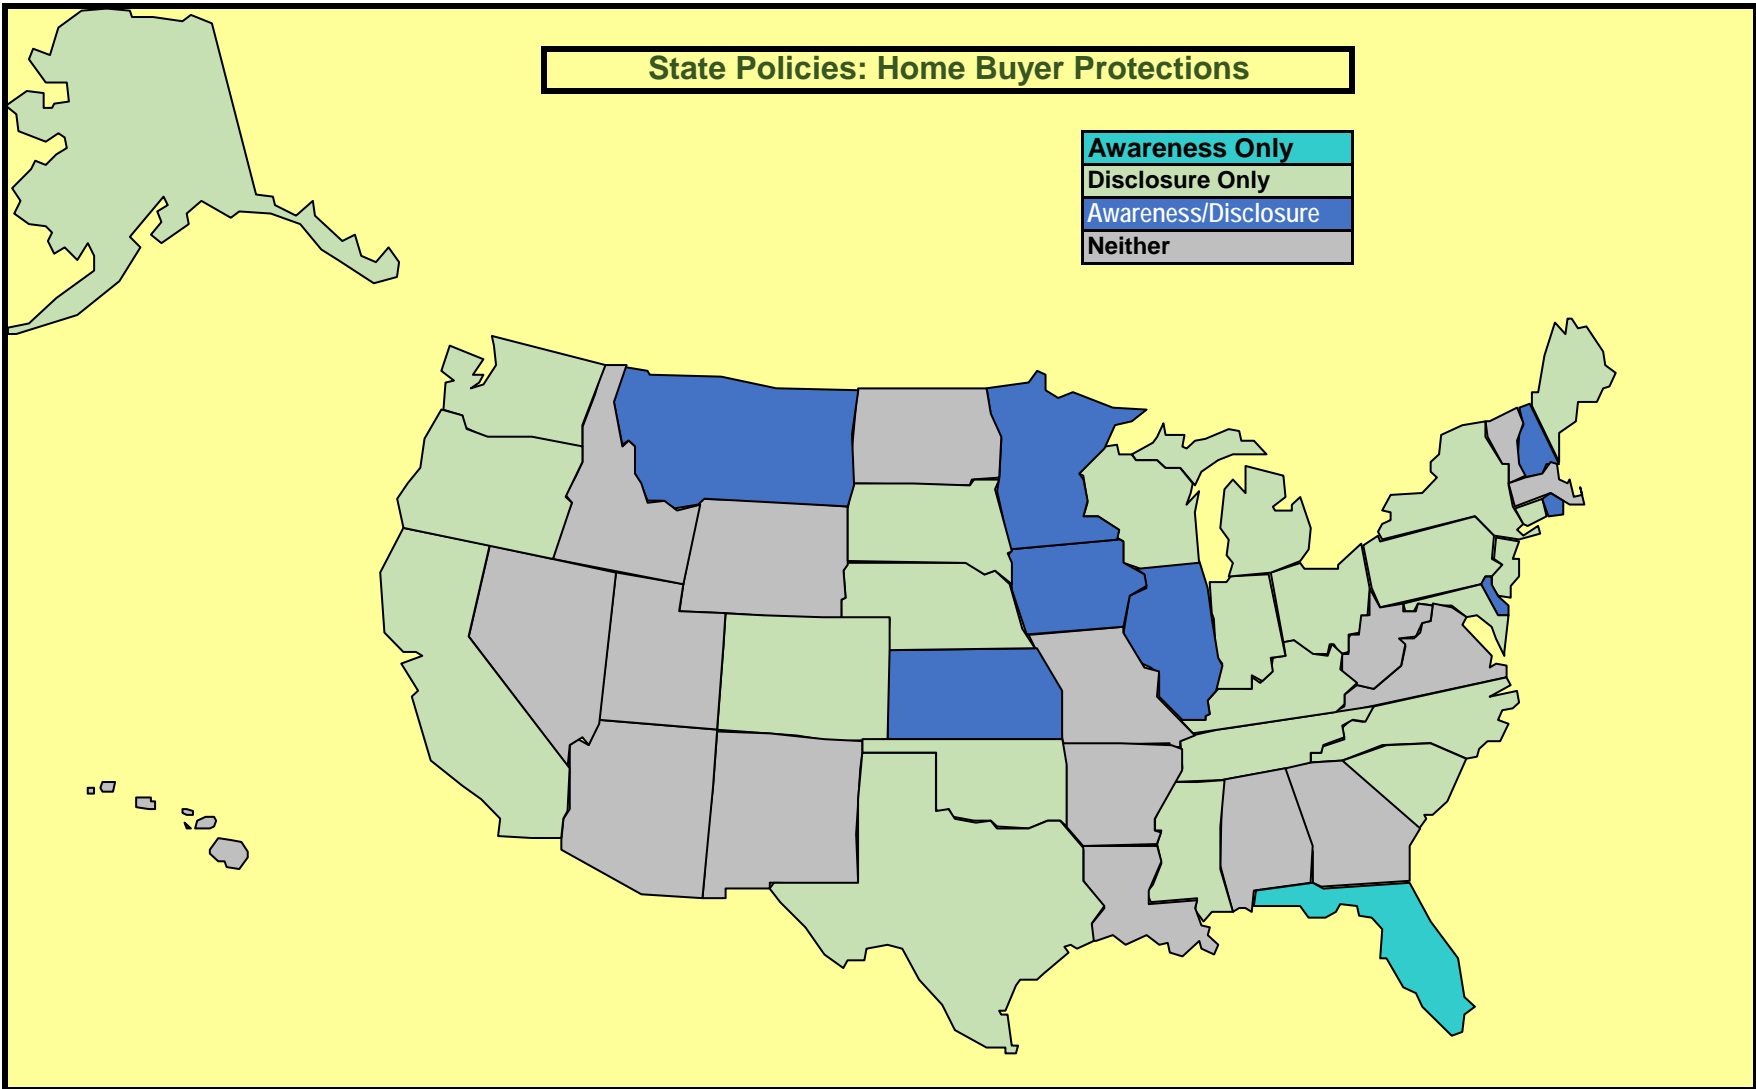 State Policies: Home Buyer Protections
Awareness Only
Disclosure Only
Awareness/Disclosure
Neither